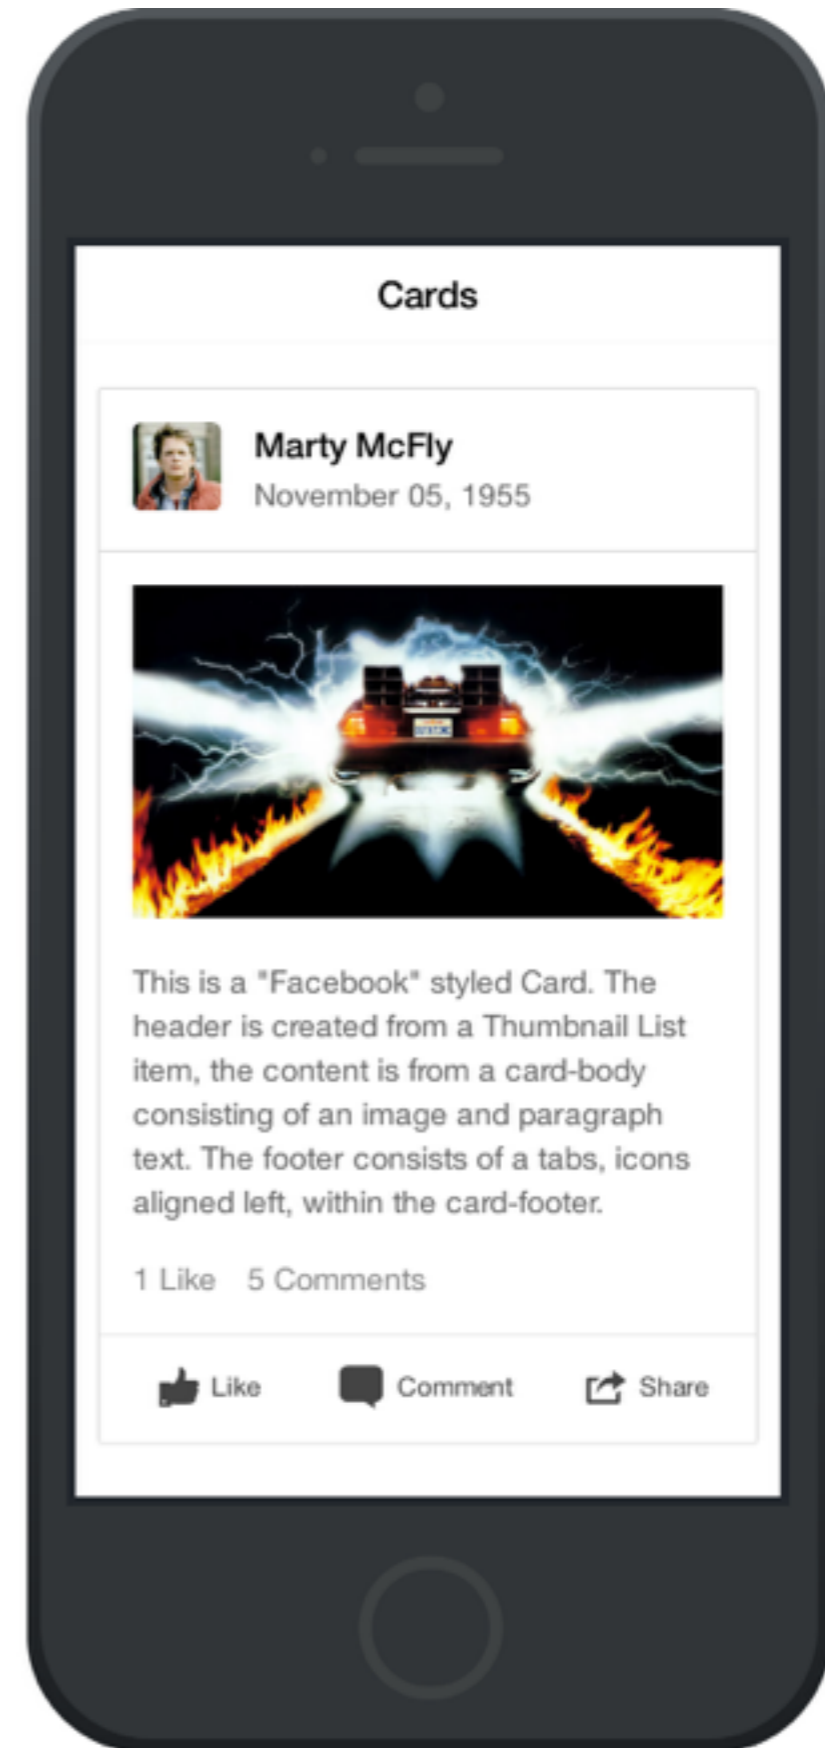 Cards
Marty McFly
November 05, 1955
This is a "Facebook" styled Card. The
header is created from a Thumbnail List
item, the content is from a card-body
consisting of an image and paragraph
text. The footer consists of a tabs, icons
aligned left, within the card-footer.
1 Like 5 Comments
Like Comment Share